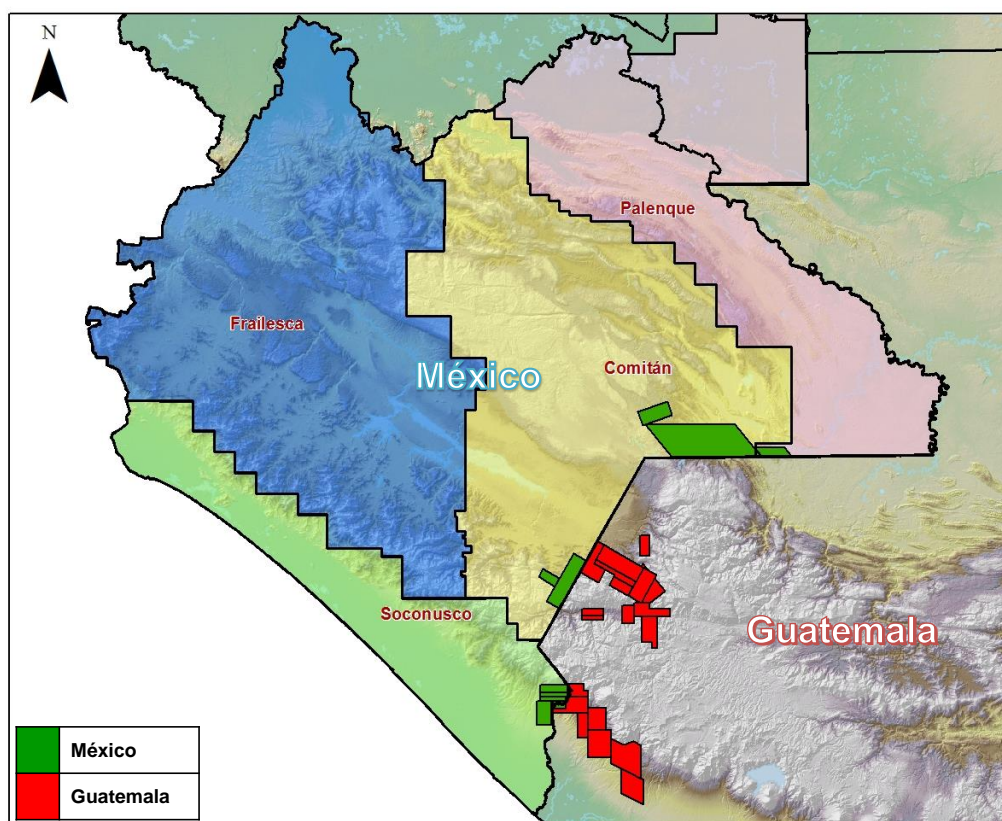 N
Palenque
Frailesca
México
Comitán
Soconusco
Guatemala
México
Guatemala